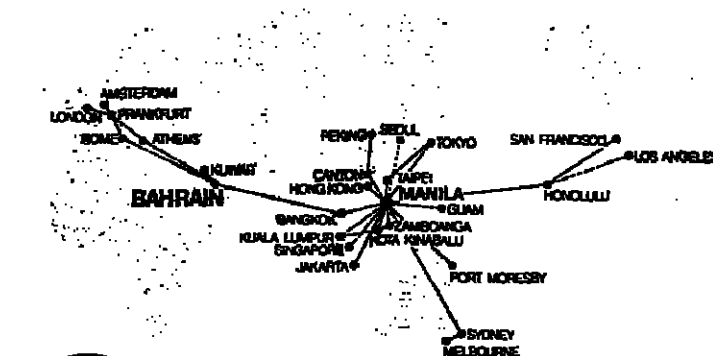 AMSTERDAM
LONDON FRANKFURT
ROME ATHENS
KUWAIT
BAHRAIN
PEKING SEOUL
TOKYO
SAN FRANCISCO
LOS ANGELES
CANTON TAIPEI
HONG KONG MANILA
HONOLULU
BANGKOK GUAM
ZAMBOANGA
KUALA LUMPUR
KOTA KINABALU
SINGAPORE
JAKARTA
PORT MORESBY
SYDNEY
MELBOURNE